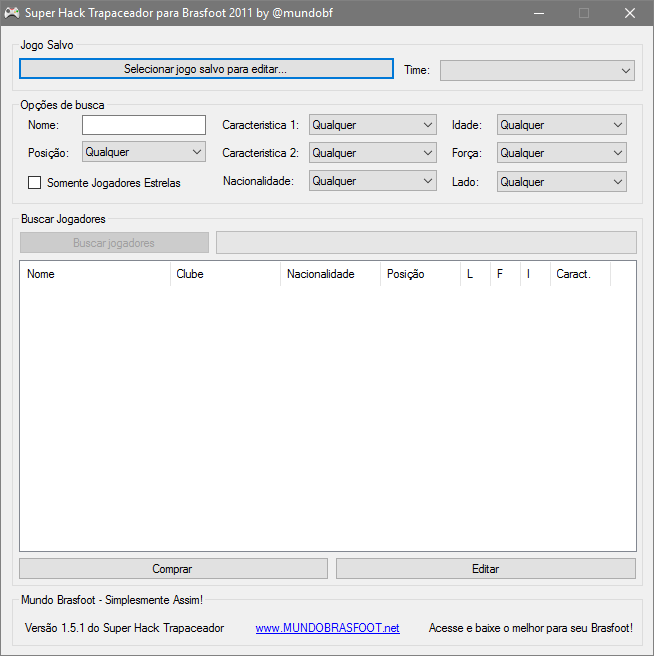 Super Hack Trapaceador para Brasfoot 2011 by @mundobf
Jogo Salvo
Selecionar jogo salvo para editar... Time:
Opções de busca
Nome: Caracteristica 1: Qualquer Idade: Qualquer
Posição: Qualquer Caracteristica 2: Qualquer Força: Qualquer
Somente Jogadores Estrelas Nacionalidade: Qualquer Lado: Qualquer
Buscar Jogadores
Buscar jogadores
Nome Clube Nacionalidade Posição L F I Caract.
Comprar Editar
Mundo Brasfoot - Simplesmente Assim!
Versão 1.5.1 do Super Hack Trapaceador www.MUNDOBRASFOOT.net Acesse e baixe o melhor para seu Brasfoot!